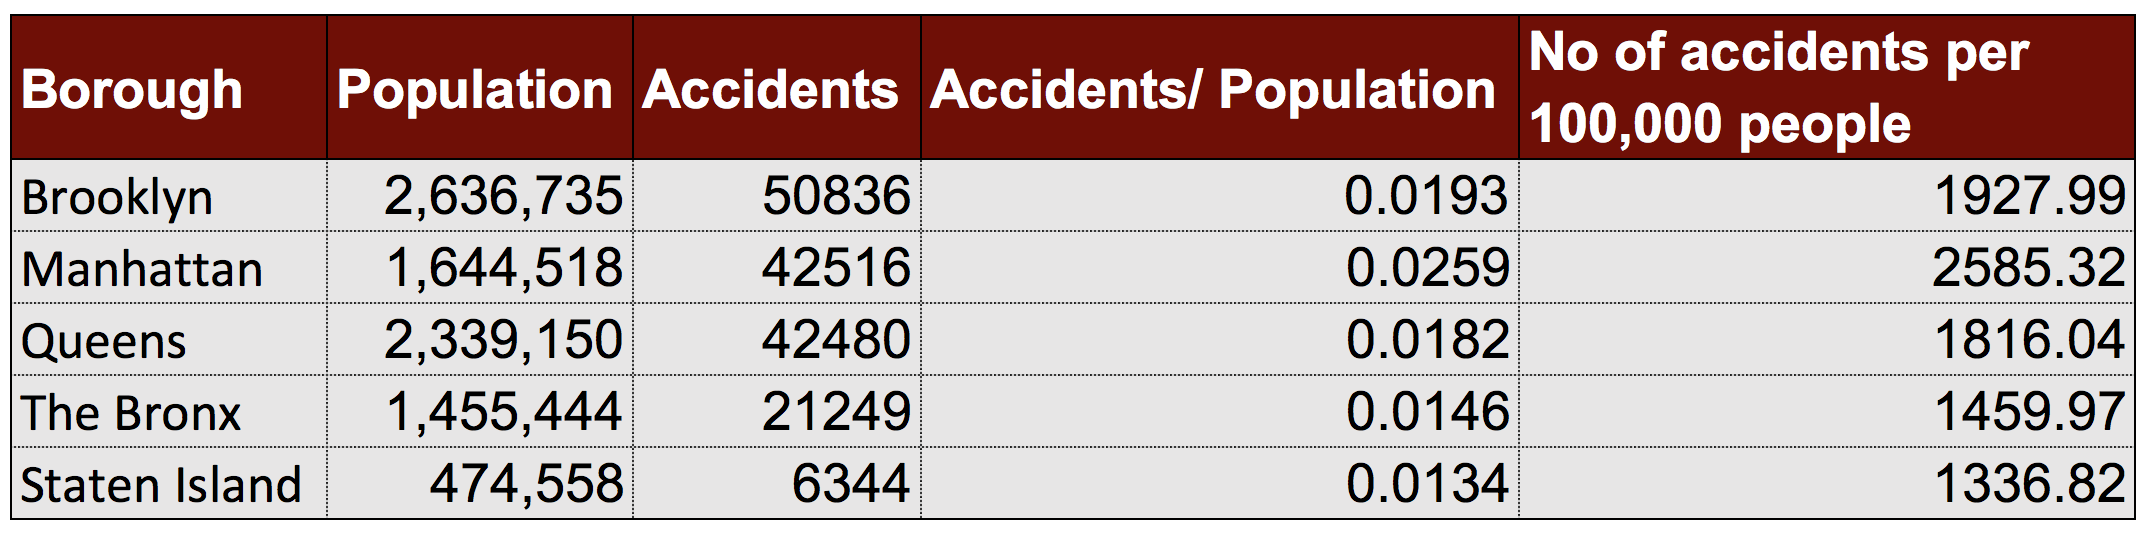 Borough Population Accidents Accidents/ Population No of accidents per
100,000 people
Brooklyn 2,636,735 50836 0.0193 1927.99
Manhattan 1,644,518 42516 0.0259 2585.32
Queens 2,339,150 42480 0.0182 1816.04
The Bronx 1,455,444 21249 0.0146 1459.97
Staten Island 474,558 6344 0.0134 1336.82